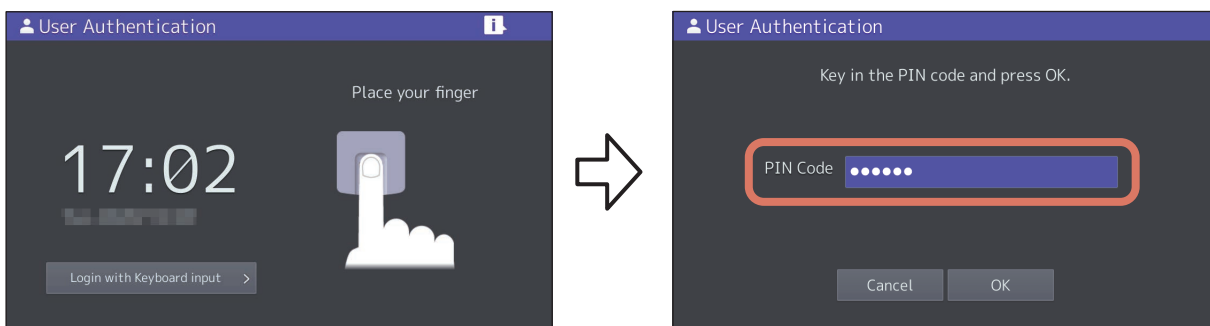 User Authentication
i
Place your finger
17:02
Login with Keyboard input >
User Authentication
Key in the PIN code and press OK.
PIN Code ●●●●●●
Cancel OK